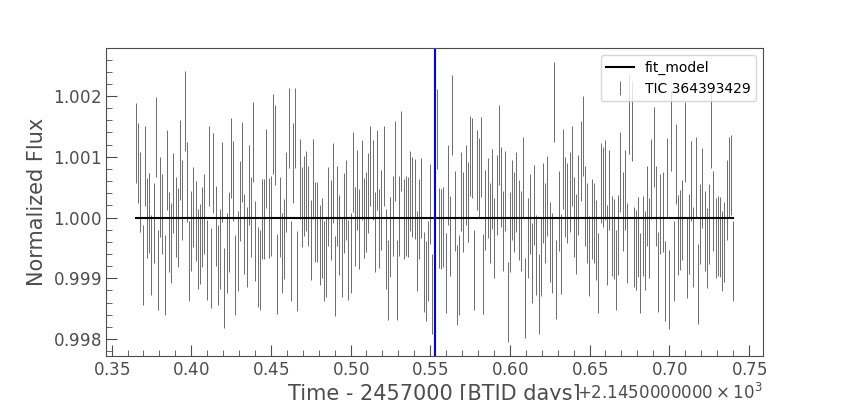 fit_model
TIC 364393429
1.002
1.001
1.000
0.999
0.998
Normalized Flux
0.35 0.40 0.45 0.50 0.55 0.60 0.65 0.70 0.75
Time - 2457000 [BTJD days]
+2.1450000000 × 10³